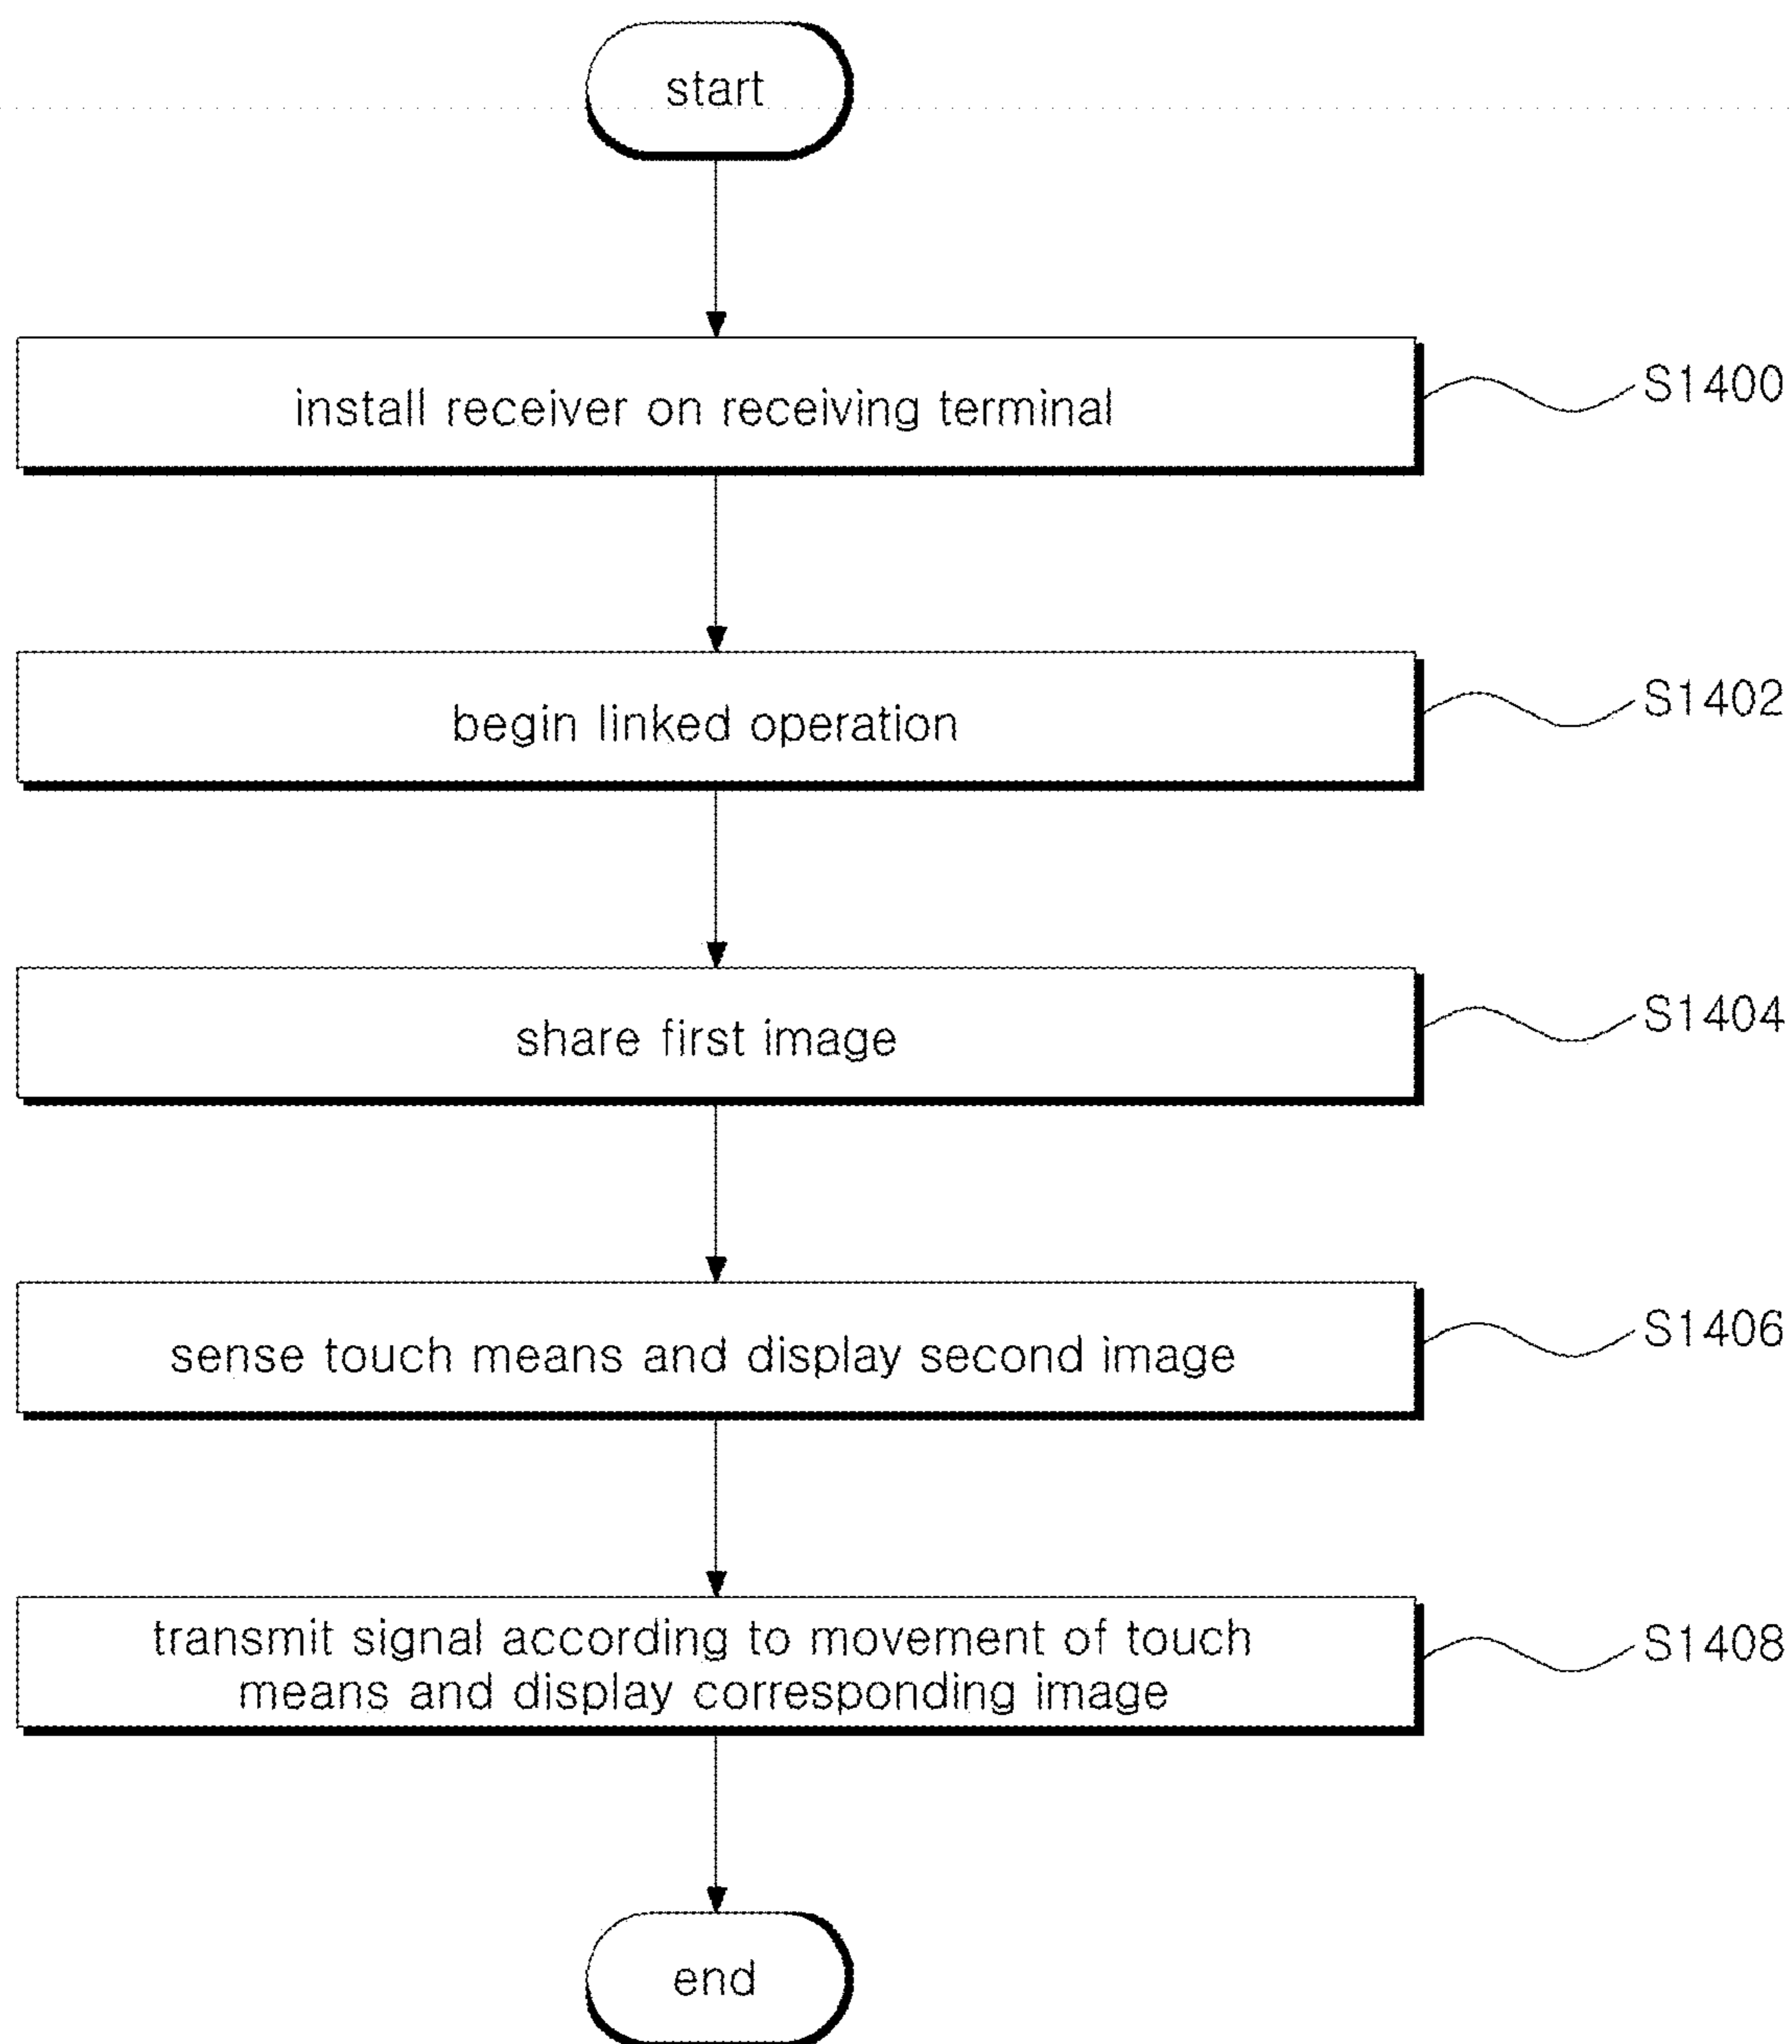 start
install receiver on receiving terminal
S1400
begin linked operation
S1402
share first image
S1404
sense touch means and display second image
S1406
transmit signal according to movement of touch
means and display corresponding image
S1408
end